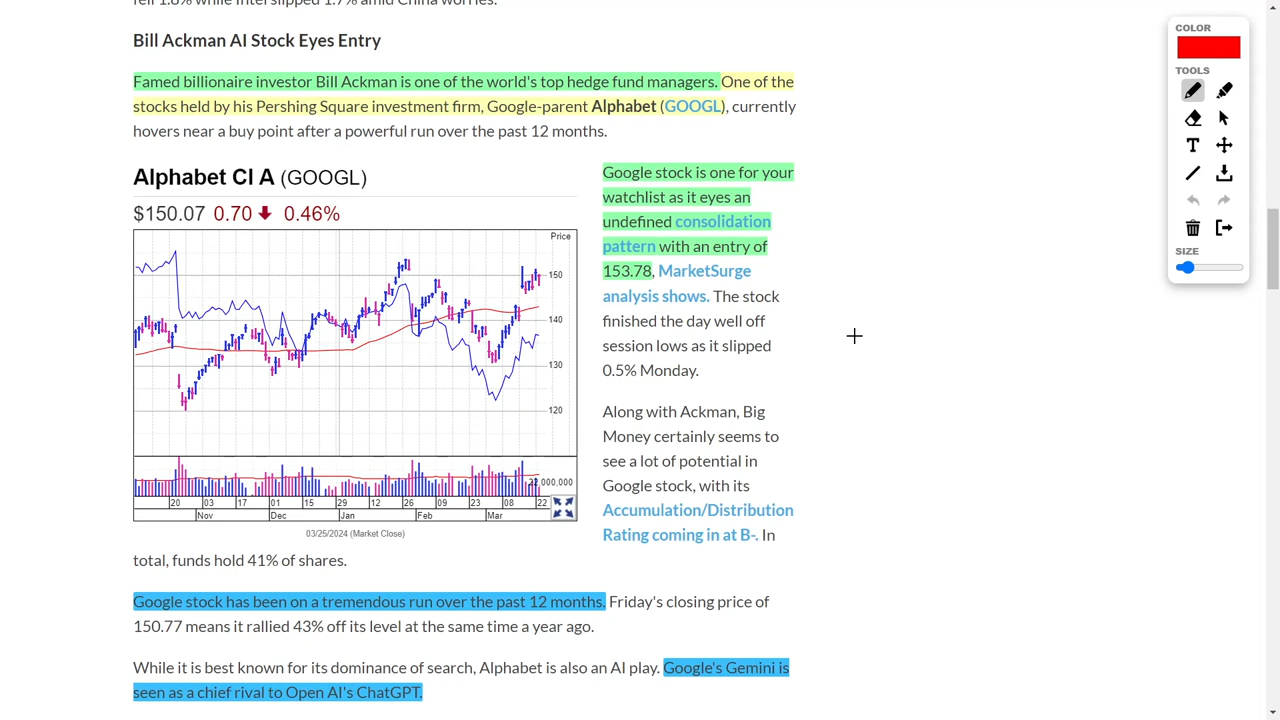 fell 1.8% while Intel slipped 1.7% amid China worries.
Bill Ackman AI Stock Eyes Entry
Famed billionaire investor Bill Ackman is one of the world's top hedge fund managers. One of the
stocks held by his Pershing Square investment firm, Google-parent Alphabet (GOOGL), currently
hovers near a buy point after a powerful run over the past 12 months.
Alphabet Cl A (GOOGL)
$150.07 0.70 0.46%
Price
150
140
130
120
22,000,000
20 03 17 01 15 29 12 26 09 23 08 22
Nov Dec Jan Feb Mar
03/25/2024 (Market Close)
Google stock is one for your
watchlist as it eyes an
undefined consolidation
pattern with an entry of
153.78, MarketSurge
analysis shows. The stock
finished the day well off
session lows as it slipped
0.5% Monday.
Along with Ackman, Big
Money certainly seems to
see a lot of potential in
Google stock, with its
Accumulation/Distribution
Rating coming in at B-. In
total, funds hold 41% of shares.
Google stock has been on a tremendous run over the past 12 months. Friday's closing price of
150.77 means it rallied 43% off its level at the same time a year ago.
While it is best known for its dominance of search, Alphabet is also an AI play. Google's Gemini is
seen as a chief rival to Open AI's ChatGPT.
COLOR
TOOLS
T
SIZE